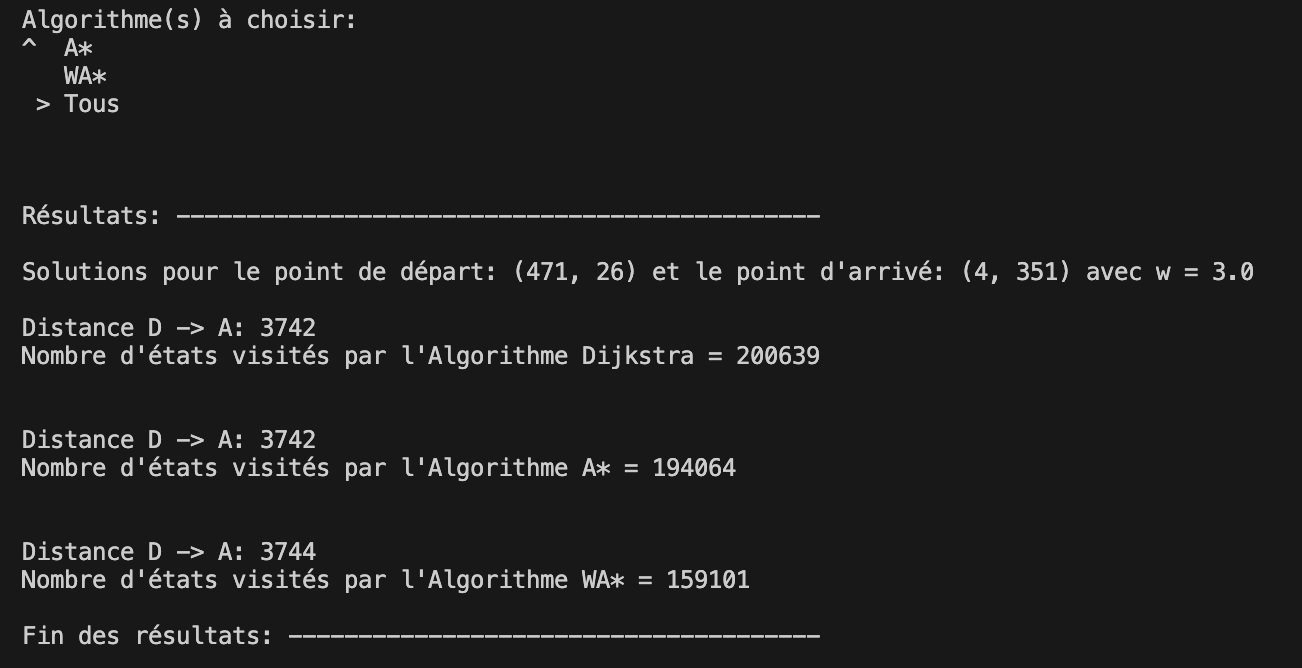 Algorithme(s) à choisir:
^  A*
   WA*
 > Tous
Résultats: ----------------------------------------------
Solutions pour le point de départ: (471, 26) et le point d'arrivé: (4, 351) avec w = 3.0
Distance D -> A: 3742
Nombre d'états visités par l'Algorithme Dijkstra = 200639
Distance D -> A: 3742
Nombre d'états visités par l'Algorithme A* = 194064
Distance D -> A: 3744
Nombre d'états visités par l'Algorithme WA* = 159101
Fin des résultats: --------------------------------------